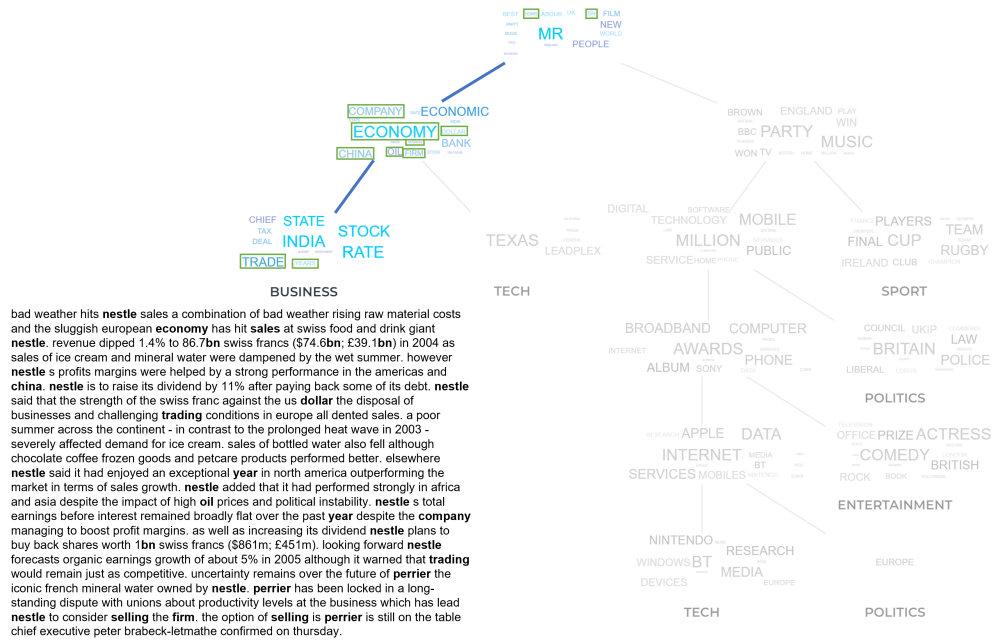 BEST ABOUR UK FILM
NEW
WORLD
MR
PEOPLE
COMPANY ECONOMIC
ECONOMY DOLLAR
BANK
CHINA OIL FIRM
BROWN ENGLAND PLAY
WIN
BBC PARTY
MUSIC
WON TV
CHIEF STATE
TAX STOCK
DEAL INDIA
RATE
TRADE YEARS
BUSINESS
TEXAS
LEADPLEX
TECH
DIGITAL SOFTWARE
TECHNOLOGY MOBILE
MILLION
PUBLIC
SERVICE HOME
PLAYERS
TEAM
FINAL CUP
RUGBY
IRELAND CLUB CHAMPION
SPORT
BROADBAND COMPUTER
INTERNET AWARDS
PHONE
ALBUM SONY DATA
COUNCIL UKIP
LAW
BRITAIN
POLICE
LIBERAL
POLITICS
RESEARCH APPLE DATA
INTERNET MEDIA
BT
SERVICES MOBILES NINTENDO
TELEVISION
OFFICE PRIZE ACTRESS
COMEDY LONDON
BRITISH
ROCK BOOK
ENTERTAINMENT
NINTENDO
RESEARCH
WINDOWS BT
MEDIA
DEVICES EUROPE
TECH
EUROPE
POLITICS
bad weather hits nestle sales a combination of bad weather rising raw material costs
and the sluggish european economy has hit sales at swiss food and drink giant
nestle. revenue dipped 1.4% to 86.7bn swiss francs ($74.6bn; £39.1bn) in 2004 as
sales of ice cream and mineral water were dampened by the wet summer. however
nestle s profits margins were helped by a strong performance in the americas and
china. nestle is to raise its dividend by 11% after paying back some of its debt. nestle
said that the strength of the swiss franc against the us dollar the disposal of
businesses and challenging trading conditions in europe all dented sales. a poor
summer across the continent - in contrast to the prolonged heat wave in 2003 -
severely affected demand for ice cream. sales of bottled water also fell although
chocolate coffee frozen goods and petcare products performed better. elsewhere
nestle said it had enjoyed an exceptional year in north america outperforming the
market in terms of sales growth. nestle added that it had performed strongly in africa
and asia despite the impact of high oil prices and political instability. nestle s total
earnings before interest remained broadly flat over the past year despite the company
managing to boost profit margins. as well as increasing its dividend nestle plans to
buy back shares worth 1bn swiss francs ($861m; £451m). looking forward nestle
forecasts organic earnings growth of about 5% in 2005 although it warned that trading
would remain just as competitive. uncertainty remains over the future of perrier the
iconic french mineral water owned by nestle. perrier has been locked in a long-
standing dispute with unions about productivity levels at the business which has lead
nestle to consider selling the firm. the option of selling is perrier is still on the table
chief executive peter brabeck-letmathe confirmed on thursday.